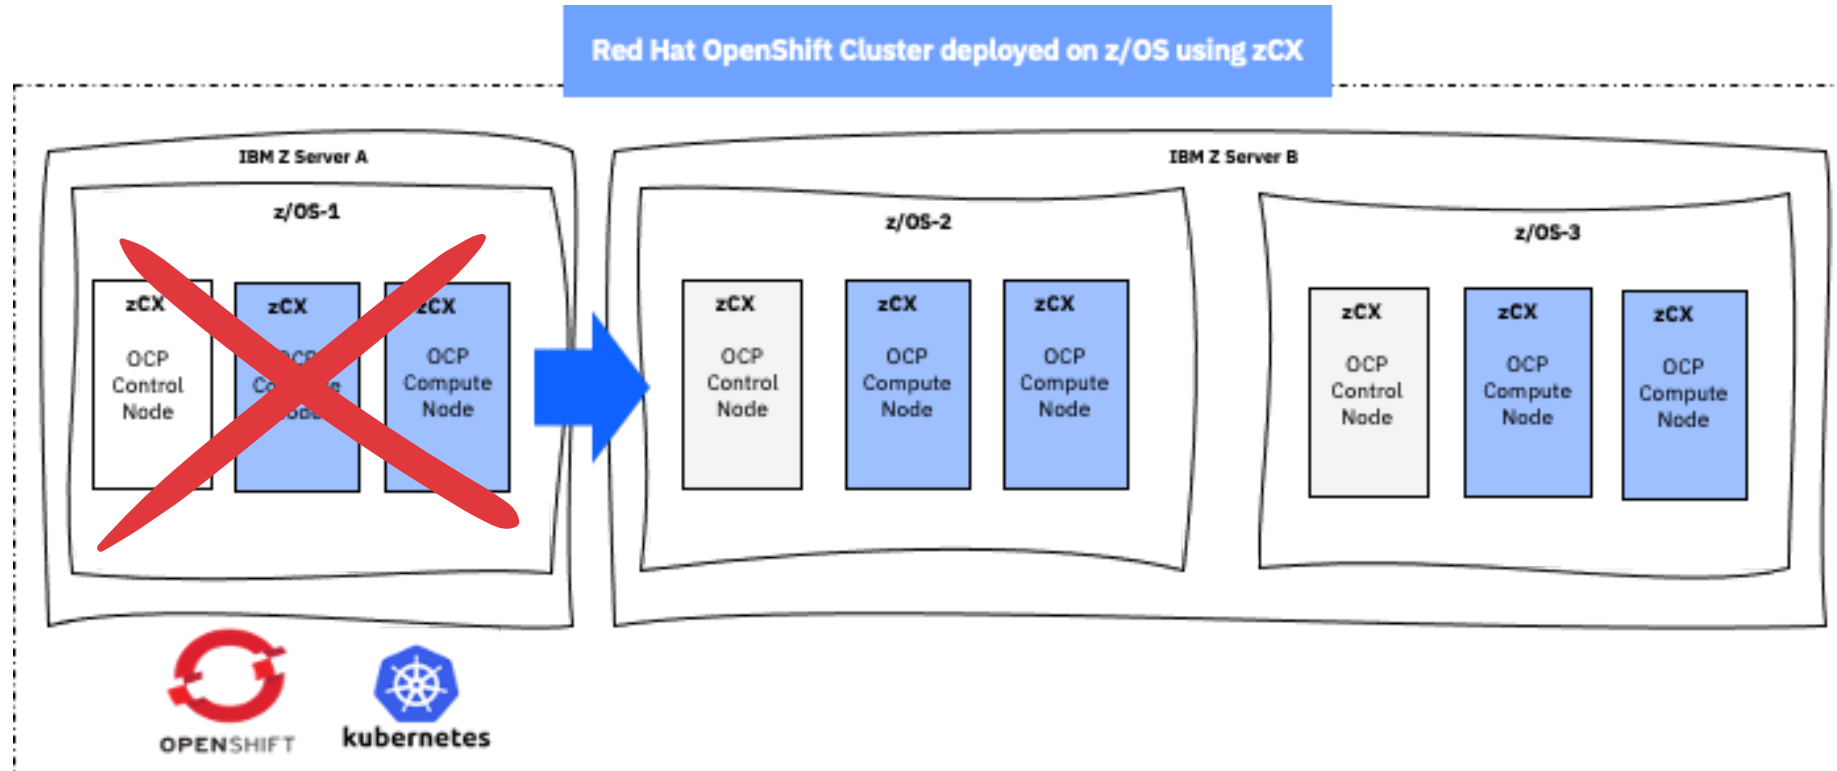 Red Hat OpenShift Cluster deployed on z/OS using zCX
IBM Z Server A
z/OS-1
zCX
OCP
Control
Node
zCX
zCX
OCP
Compute
Node
IBM Z Server B
z/OS-2
zCX
OCP
Control
Node
zCX
OCP
Compute
Node
zCX
OCP
Compute
Node
z/OS-3
zCX
OCP
Control
Node
zCX
OCP
Compute
Node
zCX
OCP
Compute
Node
OPENSHIFT
kubernetes